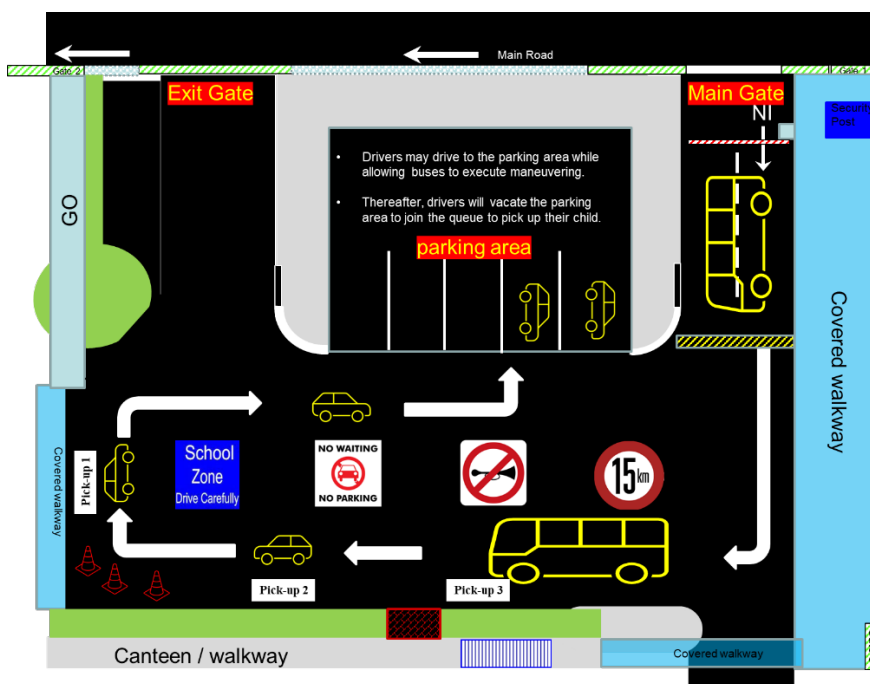 Main Road
Gate 2
Gate 1
Exit Gate
Main Gate
NI
Security
Post
• Drivers may drive to the parking area while
allowing buses to execute maneuvering.
• Thereafter, drivers will vacate the parking
area to join the queue to pick up their child.
parking area
GO
Covered walkway
Covered walkway
Pick-up 1
School
Zone
Drive Carefully
NO WAITING
NO PARKING
15km
Pick-up 2
Pick-up 3
Canteen / walkway
Covered walkway